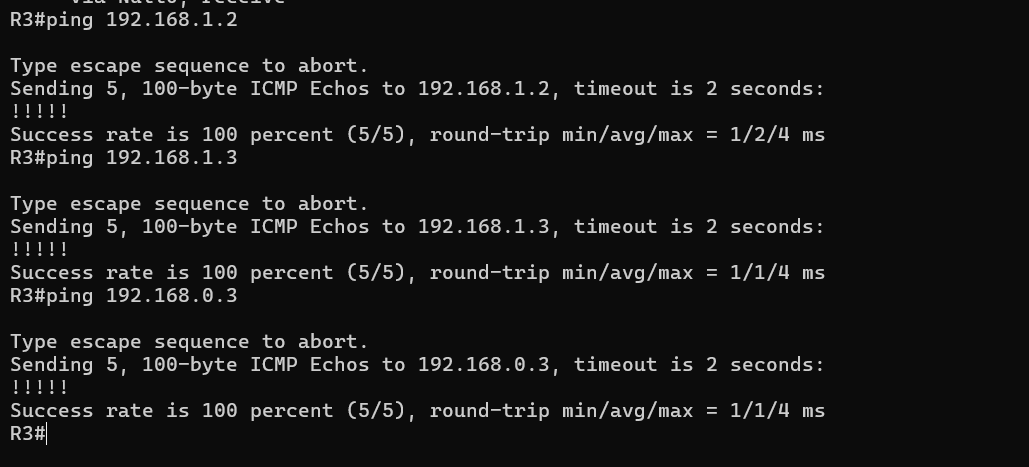 R3#ping 192.168.1.2
Type escape sequence to abort.
Sending 5, 100-byte ICMP Echos to 192.168.1.2, timeout is 2 seconds:
!!!!!
Success rate is 100 percent (5/5), round-trip min/avg/max = 1/2/4 ms
R3#ping 192.168.1.3
Type escape sequence to abort.
Sending 5, 100-byte ICMP Echos to 192.168.1.3, timeout is 2 seconds:
!!!!!
Success rate is 100 percent (5/5), round-trip min/avg/max = 1/1/4 ms
R3#ping 192.168.0.3
Type escape sequence to abort.
Sending 5, 100-byte ICMP Echos to 192.168.0.3, timeout is 2 seconds:
!!!!!
Success rate is 100 percent (5/5), round-trip min/avg/max = 1/1/4 ms
R3#